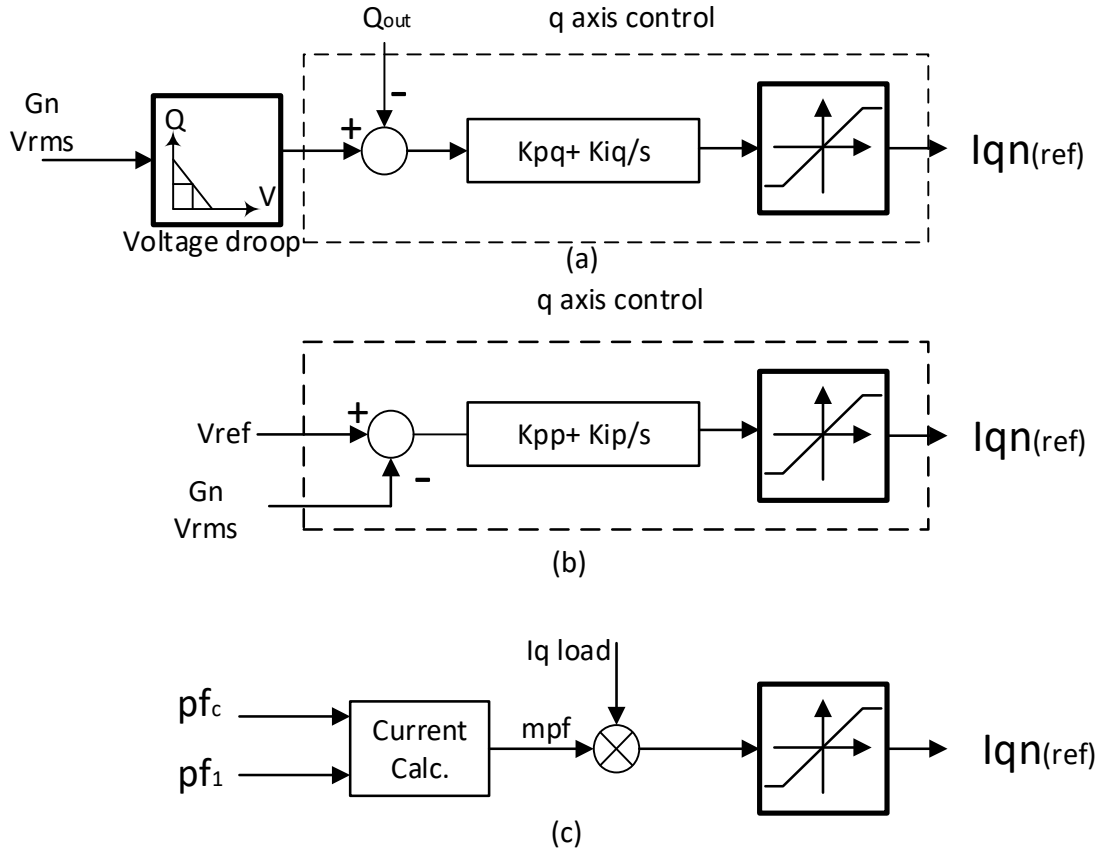 Qout
q axis control
Gn
Vrms
Q
V
+
-
Kpq+ Kiq/s
Iqn(ref)
Voltage droop
(a)
q axis control
Vref
+
-
Gn
Vrms
Kpp+ Kip/s
Iqn(ref)
(b)
Iq load
pfc
pf1
Current
Calc.
mpf
Iqn(ref)
(c)